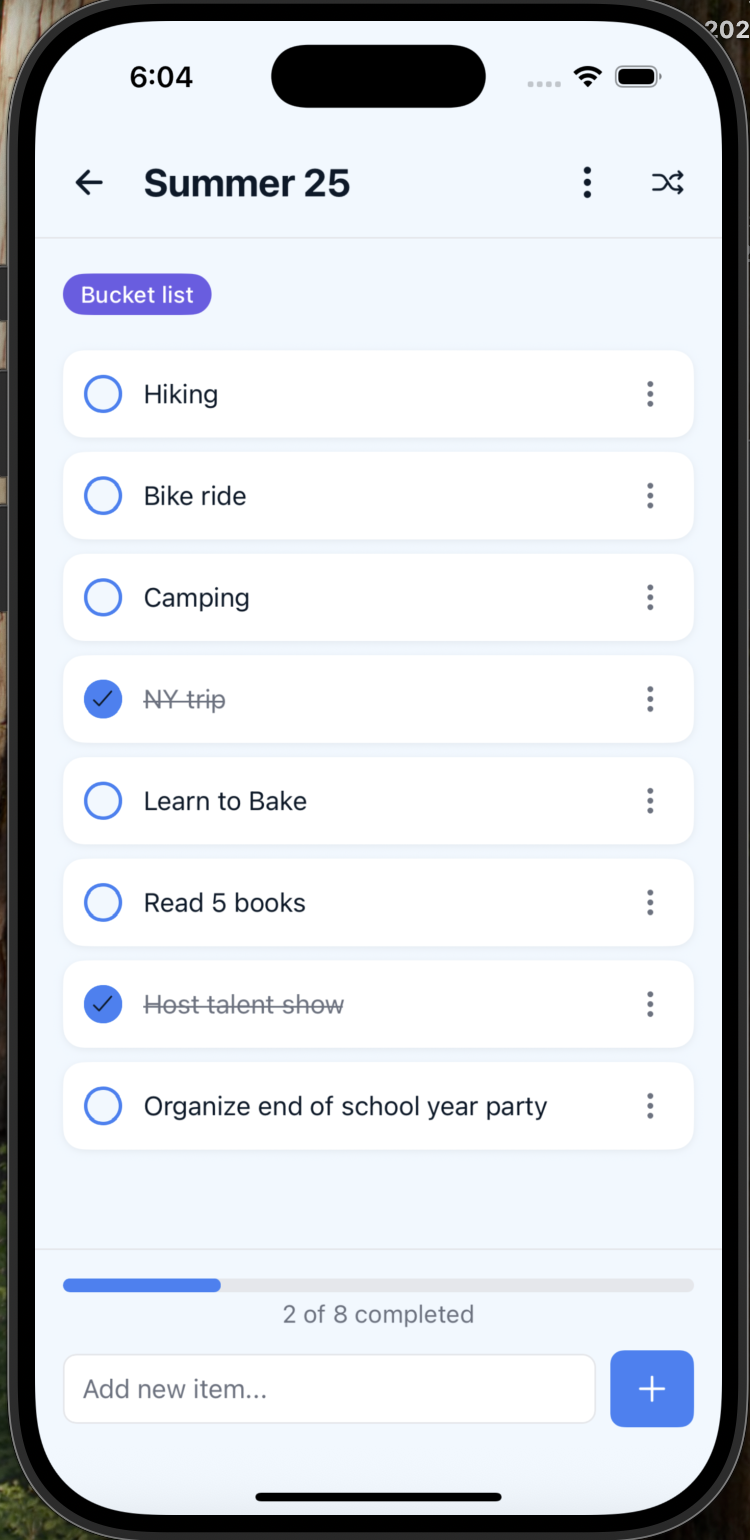 6:04
Summer 25
Bucket list
Hiking
Bike ride
Camping
NY trip
Learn to Bake
Read 5 books
Host talent show
Organize end of school year party
2 of 8 completed
Add new item...